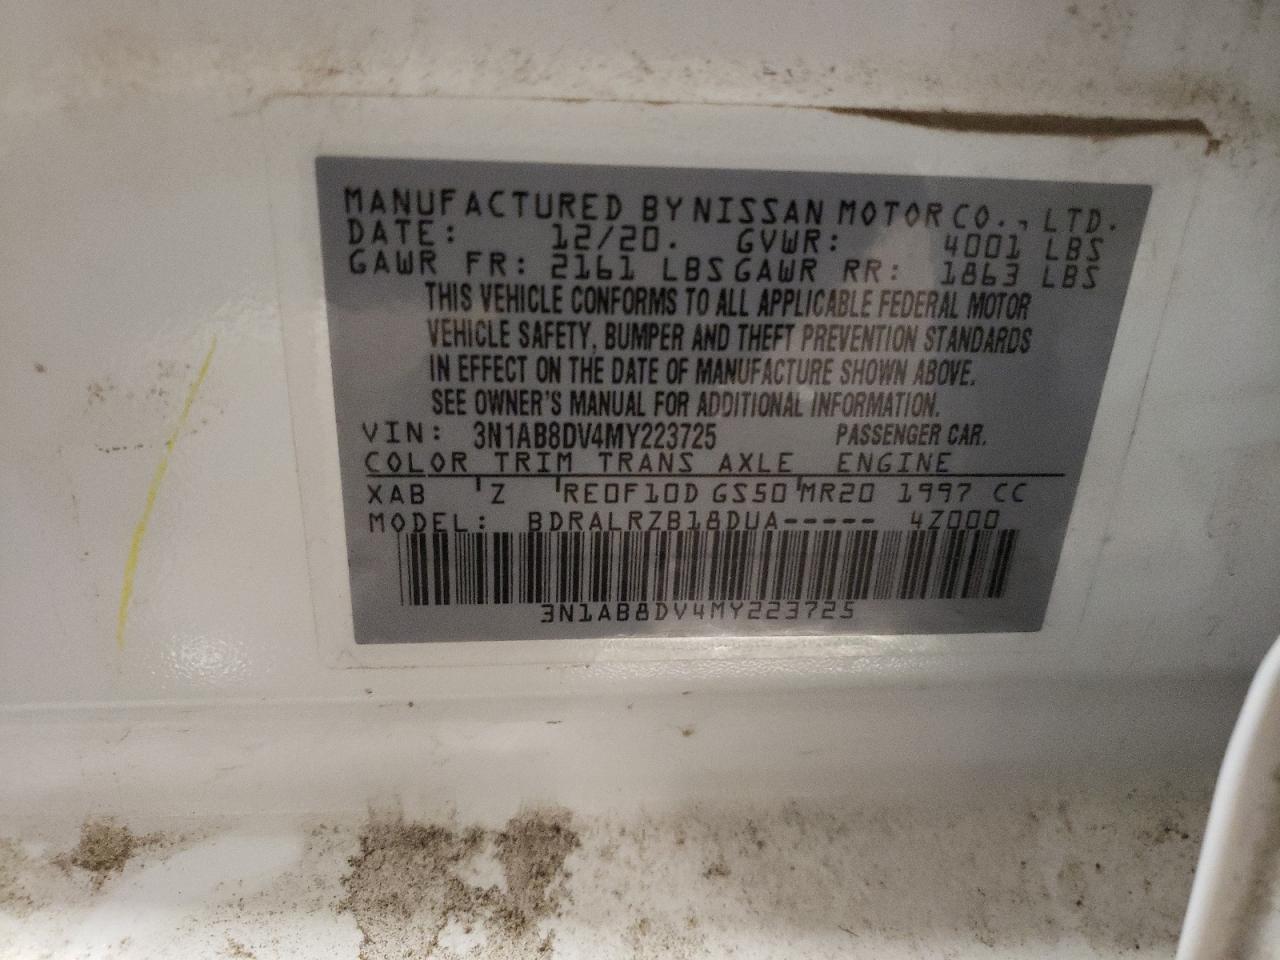 MANUFACTURED BY NISSAN MOTOR CO., LTD.
DATE: 12/20. GVWR: 4001 LBS
GAWR FR: 2161 LBS GAWR RR: 1863 LBS
THIS VEHICLE CONFORMS TO ALL APPLICABLE FEDERAL MOTOR
VEHICLE SAFETY, BUMPER AND THEFT PREVENTION STANDARDS
IN EFFECT ON THE DATE OF MANUFACTURE SHOWN ABOVE.
SEE OWNER'S MANUAL FOR ADDITIONAL INFORMATION.
VIN: 3N1AB8DV4MY223725 PASSENGER CAR.
COLOR TRIM TRANS AXLE ENGINE
XAB Z RE0F10D GS50 MR20 1997 CC
MODEL: BDRALRZB18DUA----- 4Z000
3N1AB8DV4MY223725